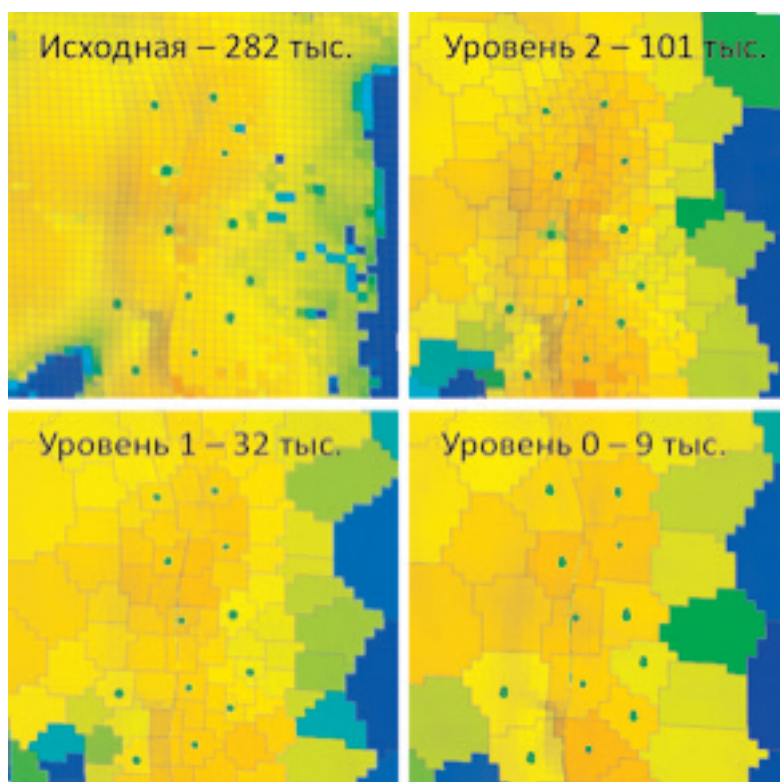 Исходная – 282 тыс.
Уровень 2 – 101 тыс.
Уровень 1 – 32 тыс.
Уровень 0 – 9 тыс.